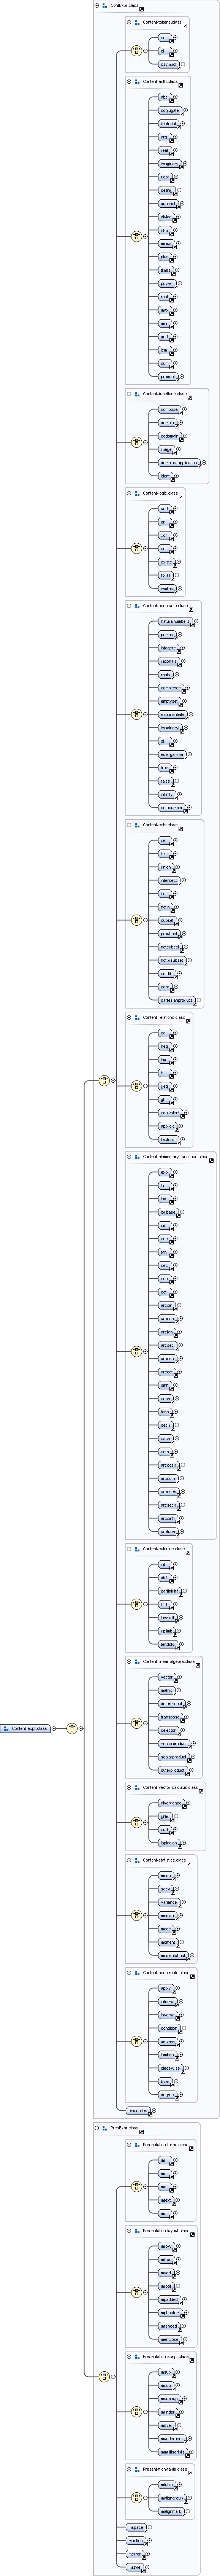 ContExpr.class
Content-tokens.class
cn
ci
csymbol
Content-arith.class
abs
conjugate
factorial
arg
real
imaginary
floor
ceiling
quotient
divide
rem
minus
plus
times
power
root
max
min
gcd
lcm
sum
product
Content-functions.class
compose
domain
codomain
image
domainofapplication
ident
Content-logic.class
and
or
xor
not
exists
forall
implies
Content-constants.class
naturalnumbers
primes
integers
rationals
reals
complexes
emptyset
exponentiale
imaginaryi
pi
eulergamma
true
false
infinity
notanumber
Content-sets.class
set
list
union
intersect
in
notin
subset
prsubset
notsubset
notprsubset
setdiff
card
cartesianproduct
Content-relations.class
eq
neq
leq
lt
geq
gt
equivalent
approx
factorof
Content-elementary-functions.class
exp
ln
log
logbase
sin
cos
tan
sec
csc
cot
arcsin
arccos
arctan
arcsec
arccsc
arccot
sinh
cosh
tanh
sech
csch
coth
arccosh
arccoth
arccsch
arcsech
arcsinh
arctanh
Content-calculus.class
int
diff
partialdiff
limit
lowlimit
uplimit
tendsto
Content-linear-algebra.class
vector
matrix
determinant
transpose
selector
vectorproduct
scalarproduct
outerproduct
Content-expr.class
Content-vector-calculus.class
divergence
grad
curl
laplacian
Content-statistics.class
mean
sdev
variance
median
mode
moment
momentabout
Content-constructs.class
apply
interval
inverse
condition
declare
lambda
piecewise
bvar
degree
semantics
PresExpr.class
Presentation-token.class
mi
mo
mn
mtext
ms
Presentation-layout.class
mrow
mfrac
msqrt
mroot
mpadded
mphantom
mfenced
menclose
Presentation-script.class
msub
msup
msubsup
munder
mover
munderover
mmultiscripts
Presentation-table.class
mtable
maligngroup
malignmark
mspace
maction
merror
mstyle